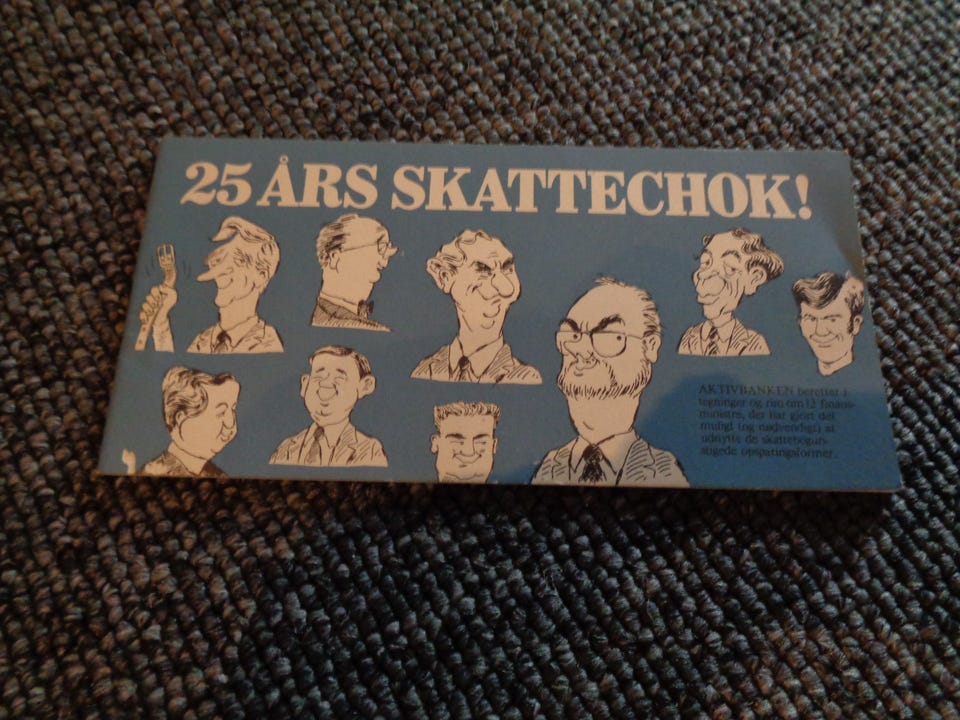 25 ÅRS SKATTECHOK!
AKTIVBANKEN beretter i
tegninger og rim om 12 finans-
ministre, der har gjort det
muligt (og nødvendigt) at
udnytte de skattebegun-
stigede opsparingsformer.